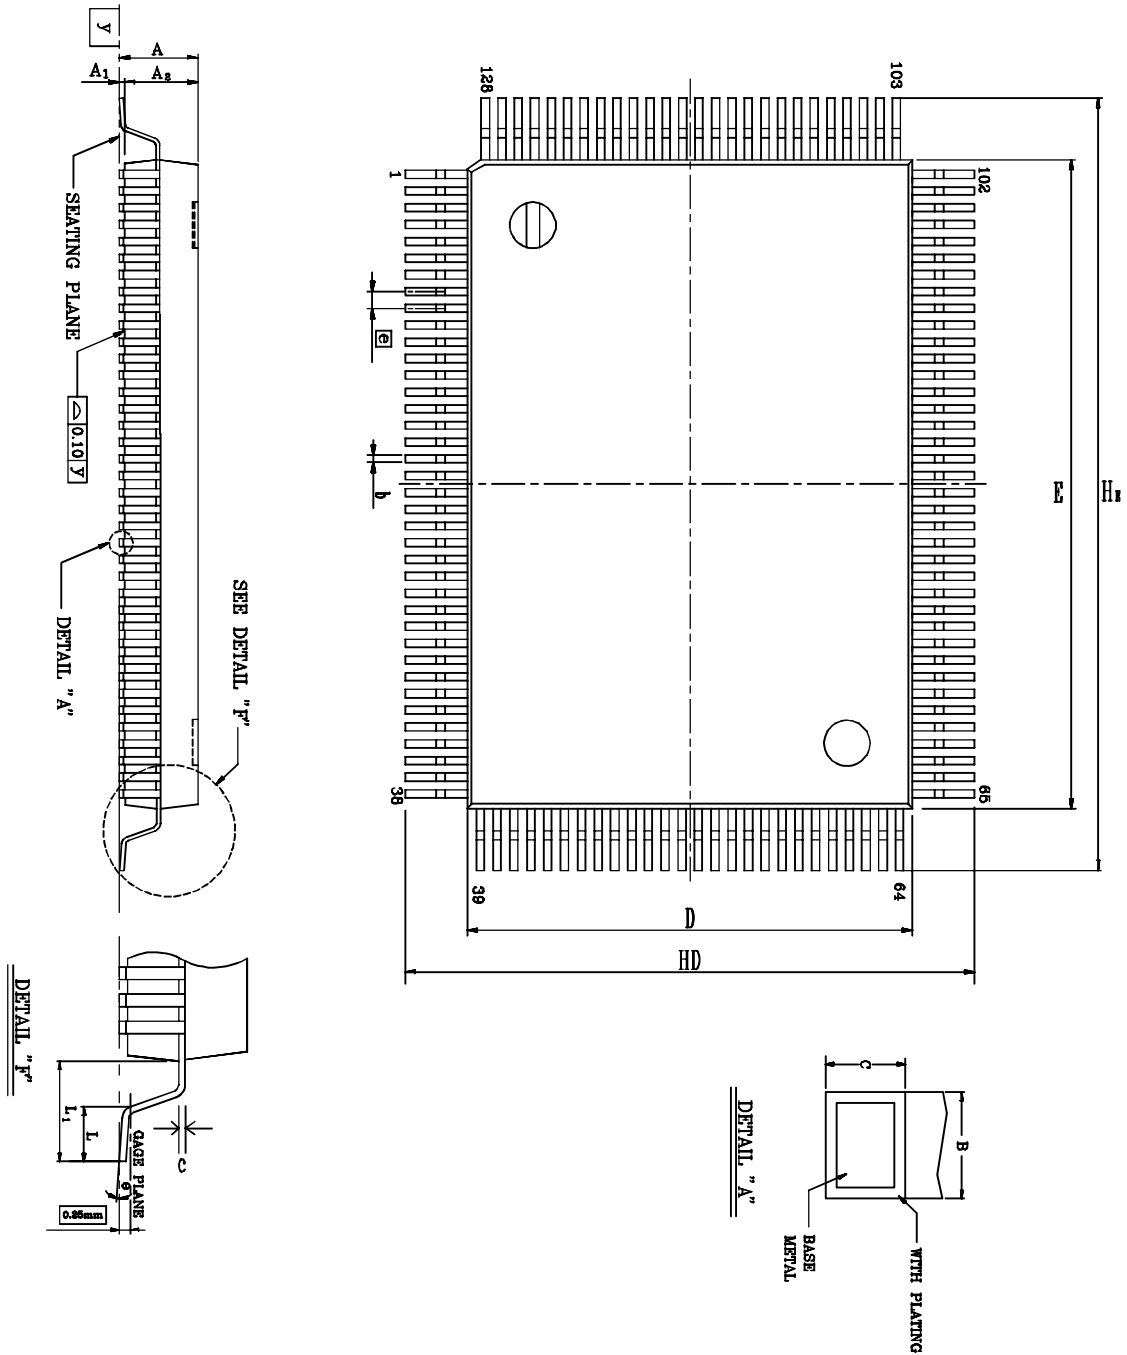 y
A
A₁
A₂
128
103
1
102
SEATING PLANE
e
0.10 y
b
E
Hᴇ
SEE DETAIL "F"
DETAIL "A"
38
65
39
64
D
HD
DETAIL "F"
L₁
L
C
GAGE PLANE
θ
0.25mm
C
B
DETAIL "A"
BASE
METAL
WITH PLATING